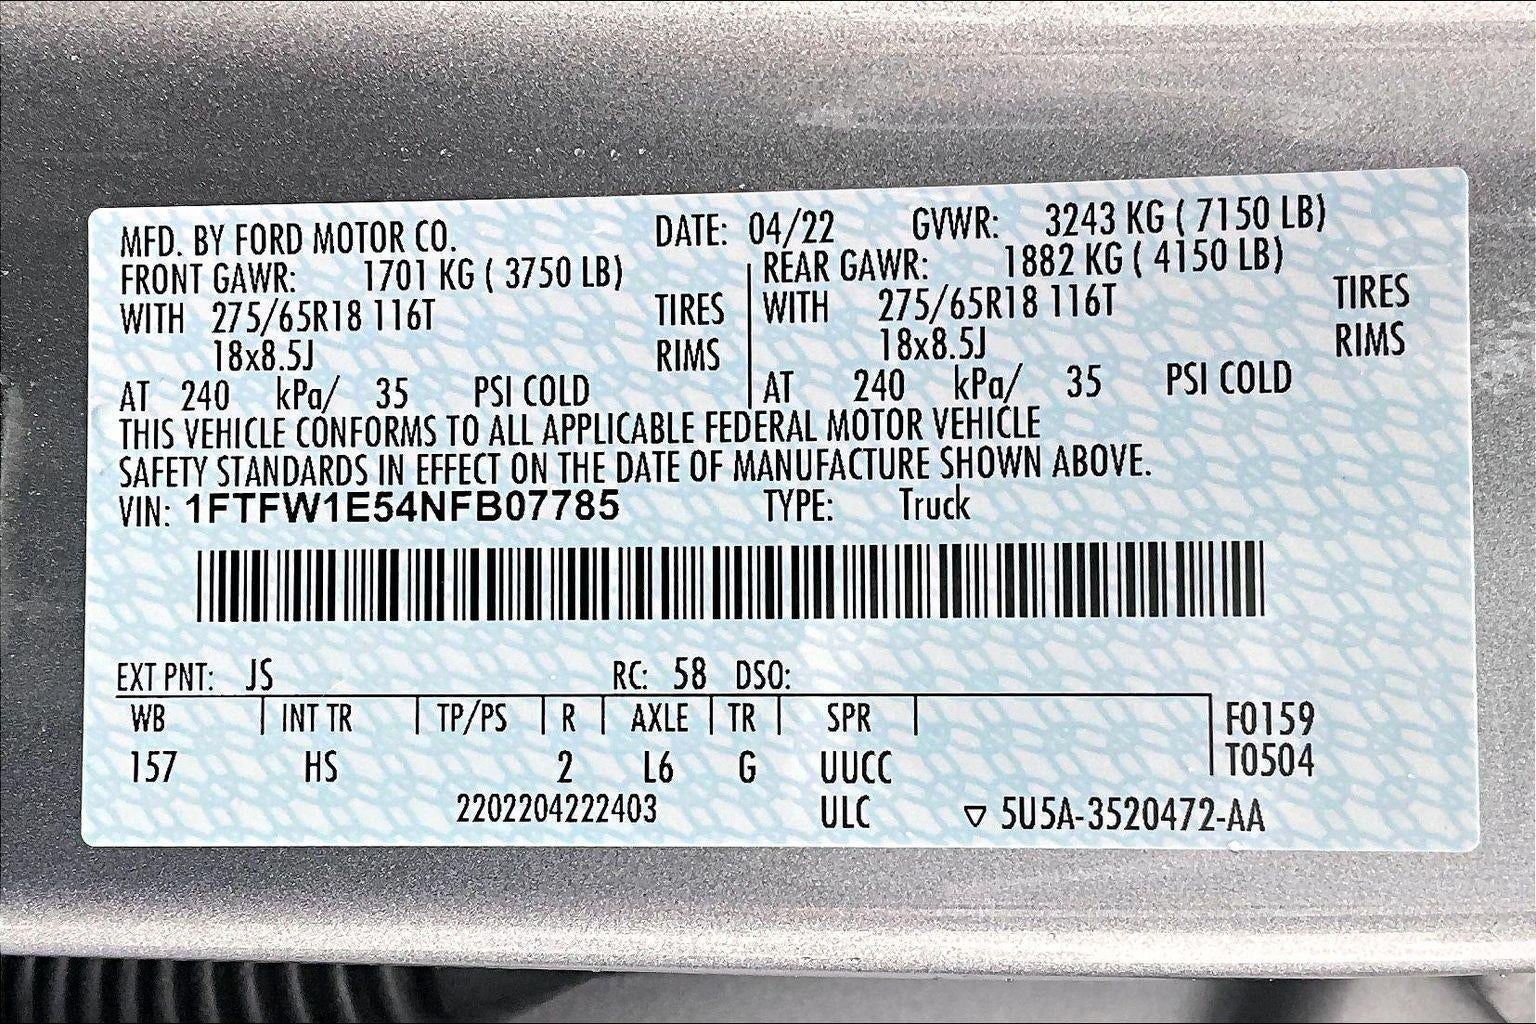 MFD. BY FORD MOTOR CO. DATE: 04/22 GVWR: 3243 KG ( 7150 LB)
FRONT GAWR: 1701 KG ( 3750 LB) REAR GAWR: 1882 KG ( 4150 LB)
WITH 275/65R18 116T TIRES WITH 275/65R18 116T TIRES
18x8.5J RIMS 18x8.5J RIMS
AT 240 kPa/ 35 PSI COLD AT 240 kPa/ 35 PSI COLD
THIS VEHICLE CONFORMS TO ALL APPLICABLE FEDERAL MOTOR VEHICLE
SAFETY STANDARDS IN EFFECT ON THE DATE OF MANUFACTURE SHOWN ABOVE.
VIN: 1FTFW1E54NFB07785 TYPE: Truck
EXT PNT: JS RC: 58 DSO:
WB INT TR TP/PS R AXLE TR SPR F0159
157 HS 2 L6 G UUCC T0504
2202204222403 ULC ▽ 5U5A-3520472-AA